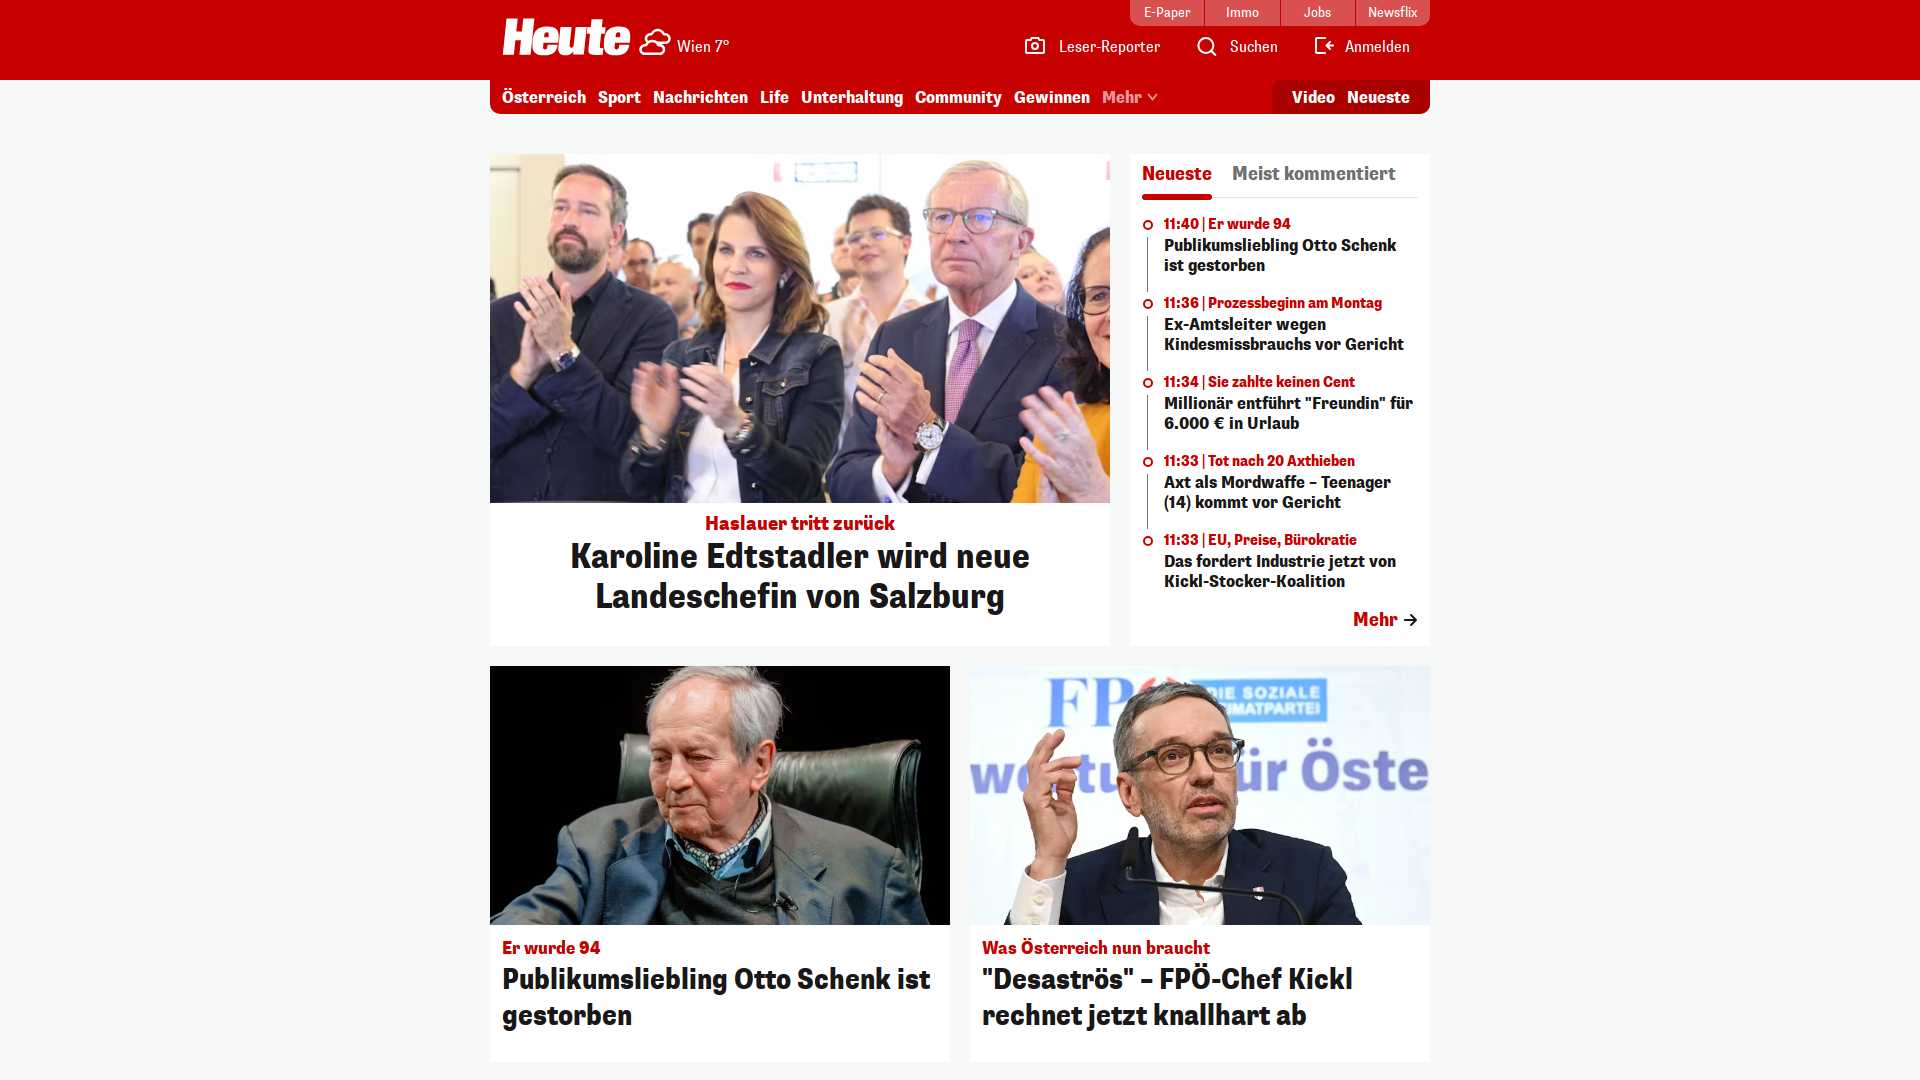 E-Paper
Immo
Jobs
Newsflix
Heute
Wien 7°
Leser-Reporter
Suchen
Anmelden
Österreich
Sport
Nachrichten
Life
Unterhaltung
Community
Gewinnen
Mehr
Video
Neueste
Haslauer tritt zurück
Karoline Edtstadler wird neue
Landeschefin von Salzburg
Neueste
Meist kommentiert
11:40 | Er wurde 94
Publikumsliebling Otto Schenk
ist gestorben
11:36 | Prozessbeginn am Montag
Ex-Amtsleiter wegen
Kindesmissbrauchs vor Gericht
11:34 | Sie zahlte keinen Cent
Millionär entführt "Freundin" für
6.000 € in Urlaub
11:33 | Tot nach 20 Axthieben
Axt als Mordwaffe – Teenager
(14) kommt vor Gericht
11:33 | EU, Preise, Bürokratie
Das fordert Industrie jetzt von
Kickl-Stocker-Koalition
Mehr
Er wurde 94
Publikumsliebling Otto Schenk ist
gestorben
FPÖ
DIE SOZIALE
IMATPARTEI
ür Öste
Was Österreich nun braucht
"Desaströs" – FPÖ-Chef Kickl
rechnet jetzt knallhart ab